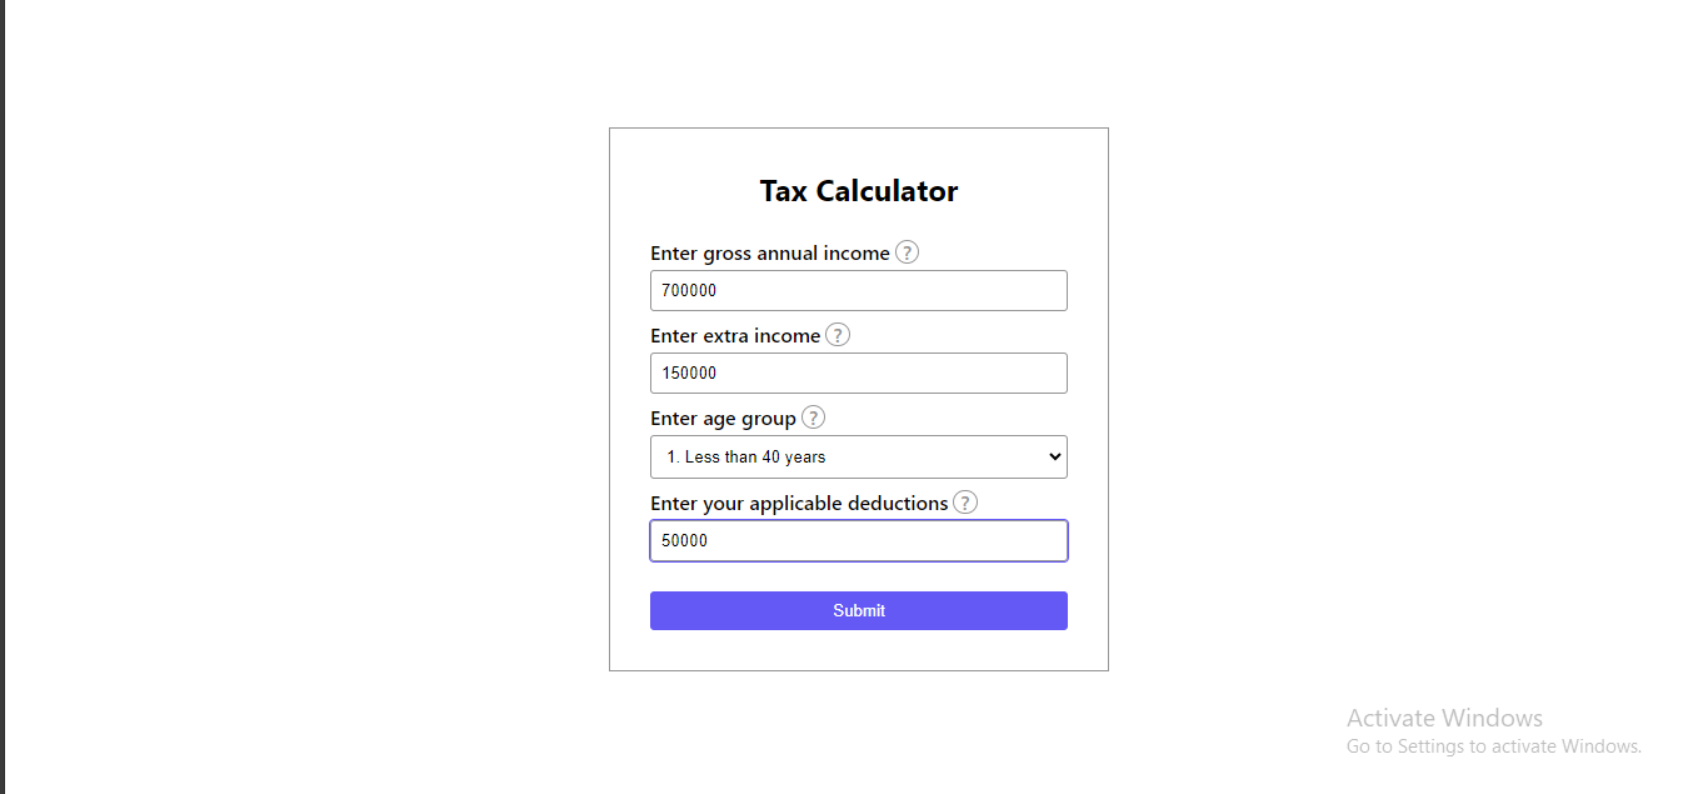 Tax Calculator
Enter gross annual income ?
700000
Enter extra income ?
150000
Enter age group ?
1. Less than 40 years
Enter your applicable deductions ?
50000
Submit
Activate Windows
Go to Settings to activate Windows.